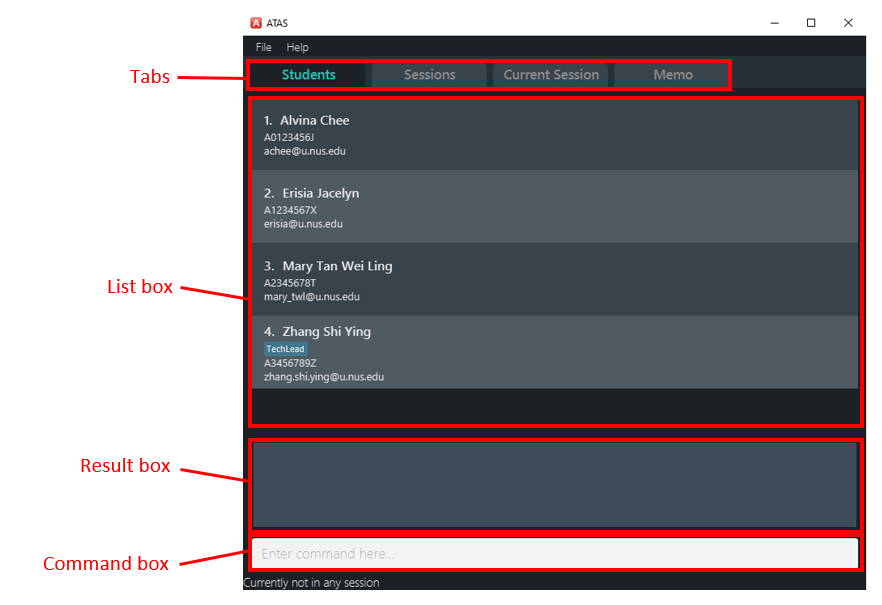 A ATAS
File Help
Tabs
Students Sessions Current Session Memo
1. Alvina Chee
A0123456J
achee@u.nus.edu
2. Erisia Jacelyn
A1234567X
erisia@u.nus.edu
3. Mary Tan Wei Ling
A2345678T
List box
mary_twl@u.nus.edu
4. Zhang Shi Ying
TechLead
A3456789Z
zhang.shi.ying@u.nus.edu
Result box
Enter command here...
Command box
Currently not in any session